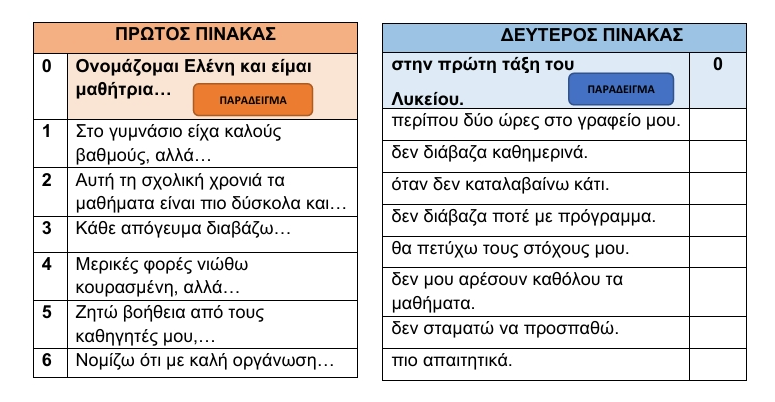 ΠΡΩΤΟΣ ΠΙΝΑΚΑΣ
0 Ονομάζομαι Ελένη και είμαι
μαθήτρια…
ΠΑΡΑΔΕΙΓΜΑ
1 Στο γυμνάσιο είχα καλούς
βαθμούς, αλλά…
2 Αυτή τη σχολική χρονιά τα
μαθήματα είναι πιο δύσκολα και…
3 Κάθε απόγευμα διαβάζω…
4 Μερικές φορές νιώθω
κουρασμένη, αλλά…
5 Ζητώ βοήθεια από τους
καθηγητές μου,…
6 Νομίζω ότι με καλή οργάνωση…
ΔΕΥΤΕΡΟΣ ΠΙΝΑΚΑΣ
στην πρώτη τάξη του 0
ΠΑΡΑΔΕΙΓΜΑ
Λυκείου.
περίπου δύο ώρες στο γραφείο μου.
δεν διάβαζα καθημερινά.
όταν δεν καταλαβαίνω κάτι.
δεν διάβαζα ποτέ με πρόγραμμα.
θα πετύχω τους στόχους μου.
δεν μου αρέσουν καθόλου τα
μαθήματα.
δεν σταματώ να προσπαθώ.
πιο απαιτητικά.